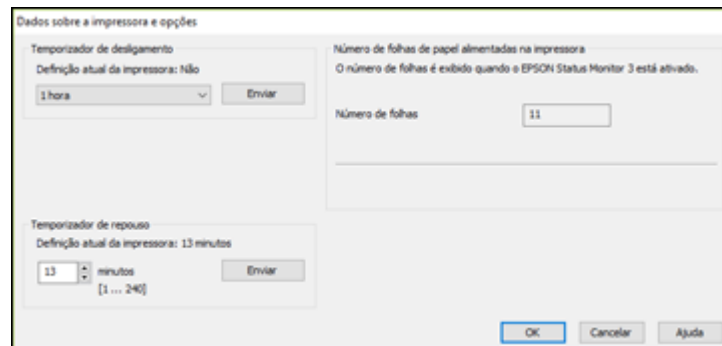 Dados sobre a impressora e opções
Temporizador de desligamento
Definição atual da impressora: Não
1 hora
Enviar
Número de folhas de papel alimentadas na impressora
O número de folhas é exibido quando o EPSON Status Monitor 3 está ativado.
Número de folhas
11
Temporizador de repouso
Definição atual da impressora: 13 minutos
13
minutos
[1 ... 240]
Enviar
OK
Cancelar
Ajuda